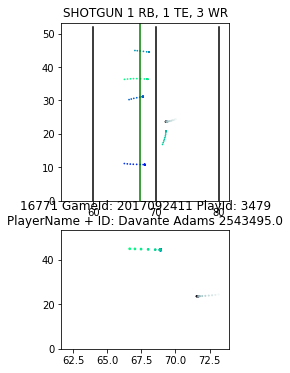 SHOTGUN 1 RB, 1 TE, 3 WR
50
40
30
20
10
0
60 70 80
16771 GameId: 2017092411 PlayId: 3479
PlayerName + ID: Davante Adams 2543495.0
40
20
0
62.5 65.0 67.5 70.0 72.5